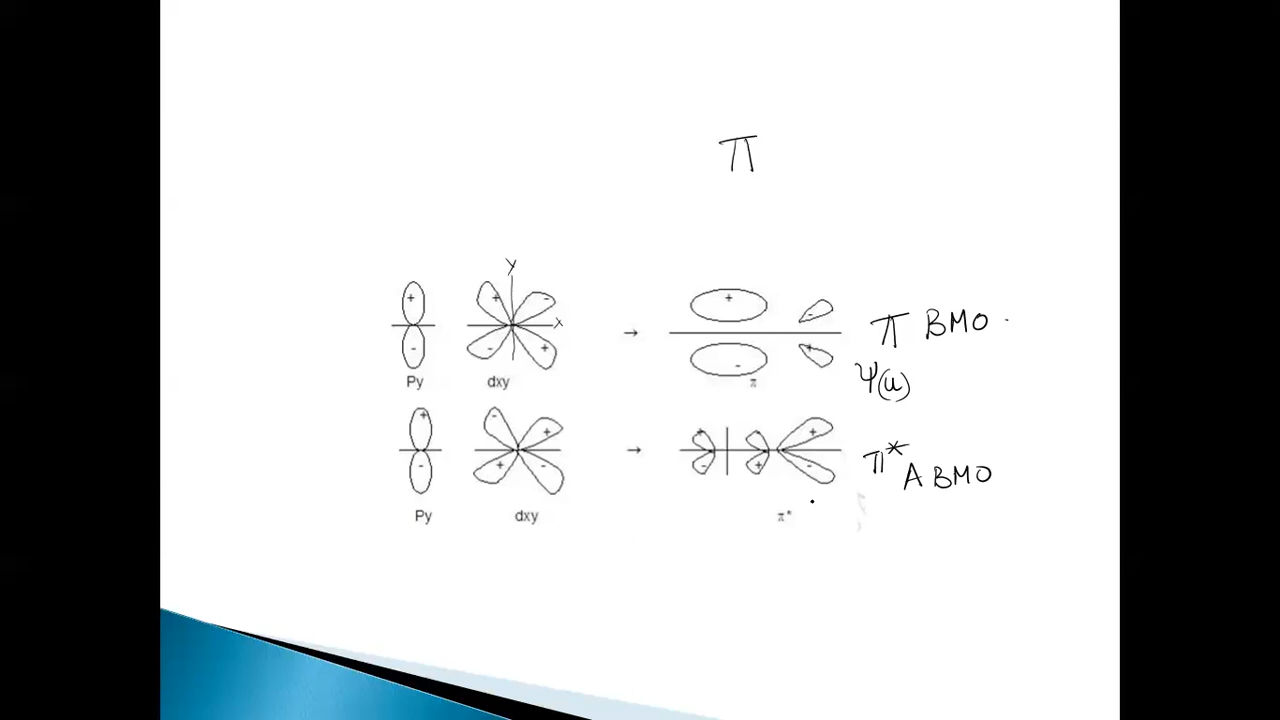 π
y
+ + - x + -
- - + - +
π BMO
Py dxy → π
ψ(u)
+ - + + - +
- + - - + -
→
π* ABMO
Py dxy π*